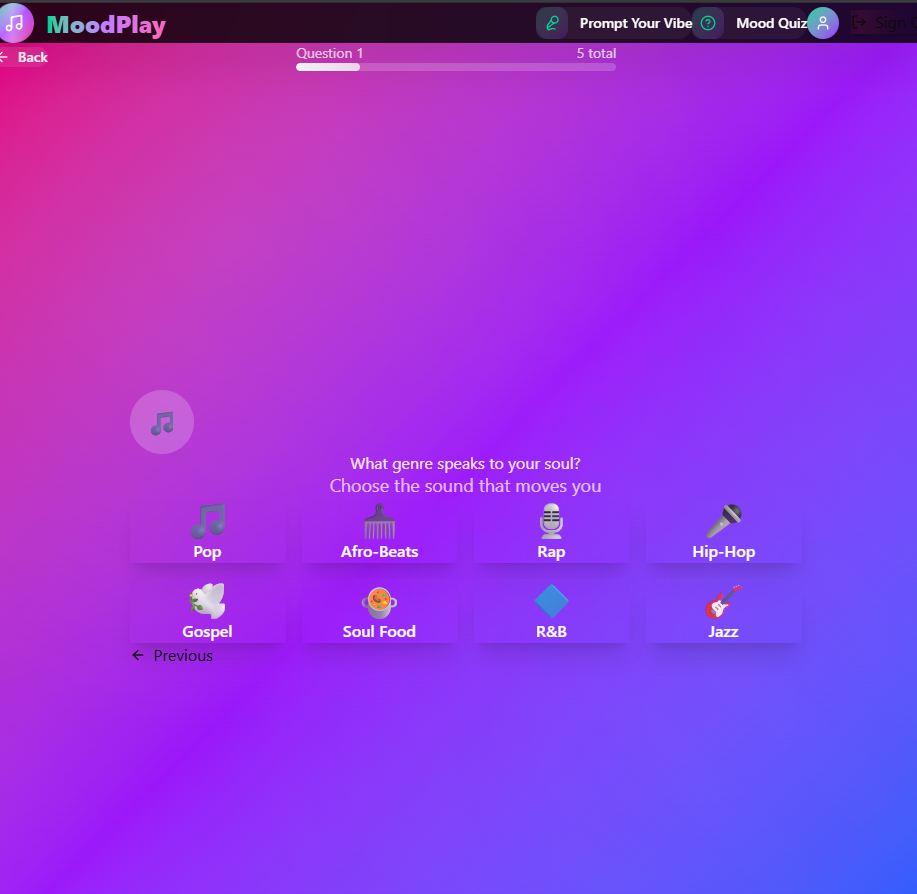 MoodPlay
Prompt Your Vibe
Mood Quiz
Sign
Back
Question 1
5 total
What genre speaks to your soul?
Choose the sound that moves you
Pop
Afro-Beats
Rap
Hip-Hop
Gospel
Soul Food
R&B
Jazz
Previous